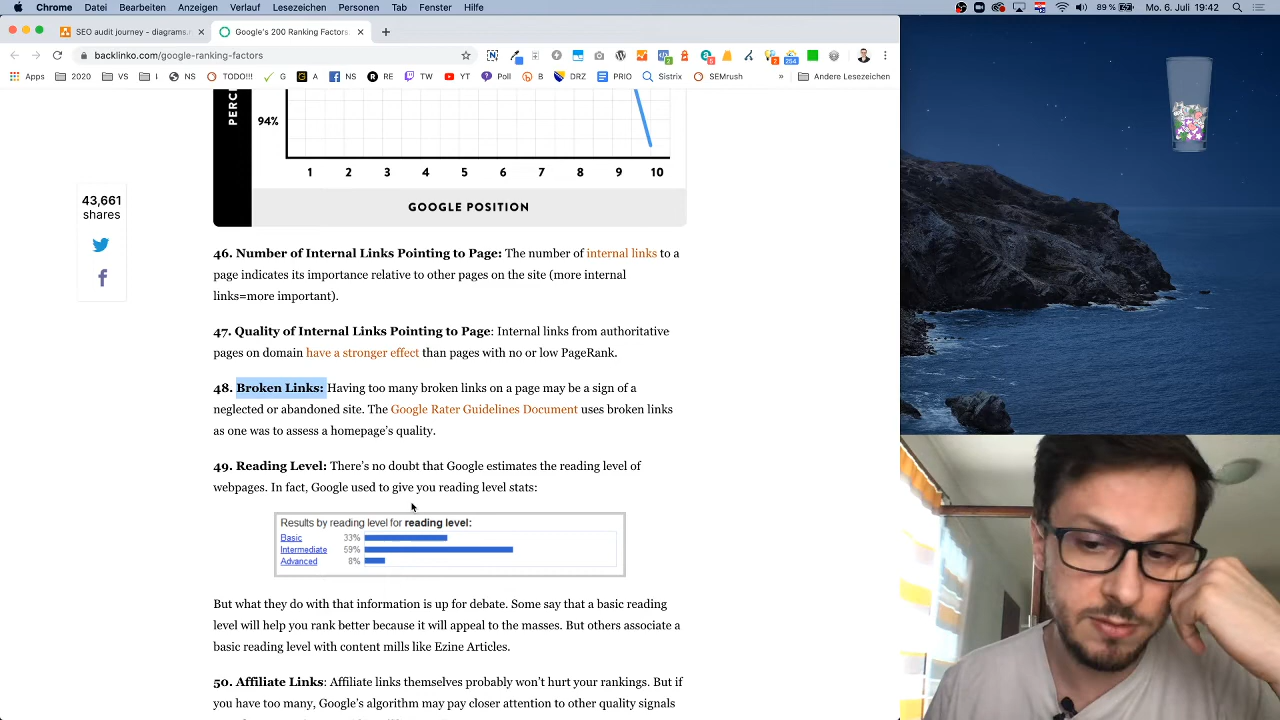 Chrome Datei Bearbeiten Ansicht Verlauf Lesezeichen Personen Tab Fenster Hilfe 89 % Mo. 6. Juli 19:42
SEO audit journey - diagrams.n Google's 200 Ranking Factors:
backlinko.com/google-ranking-factors
Apps 2020 VS I NS TODO!!! G A NS RE TW YT Poll B DRZ PRIO Sistrix SEMrush » Andere Lesezeichen
PERC
94%
1 2 3 4 5 6 7 8 9 10
GOOGLE POSITION
43,661
shares
46. Number of Internal Links Pointing to Page: The number of internal links to a
page indicates its importance relative to other pages on the site (more internal
links=more important).
47. Quality of Internal Links Pointing to Page: Internal links from authoritative
pages on domain have a stronger effect than pages with no or low PageRank.
48. Broken Links: Having too many broken links on a page may be a sign of a
neglected or abandoned site. The Google Rater Guidelines Document uses broken links
as one was to assess a homepage's quality.
49. Reading Level: There's no doubt that Google estimates the reading level of
webpages. In fact, Google used to give you reading level stats:
Results by reading level for reading level:
Basic 33%
Intermediate 59%
Advanced 8%
But what they do with that information is up for debate. Some say that a basic reading
level will help you rank better because it will appeal to the masses. But others associate a
basic reading level with content mills like Ezine Articles.
50. Affiliate Links: Affiliate links themselves probably won't hurt your rankings. But if
you have too many, Google's algorithm may pay closer attention to other quality signals